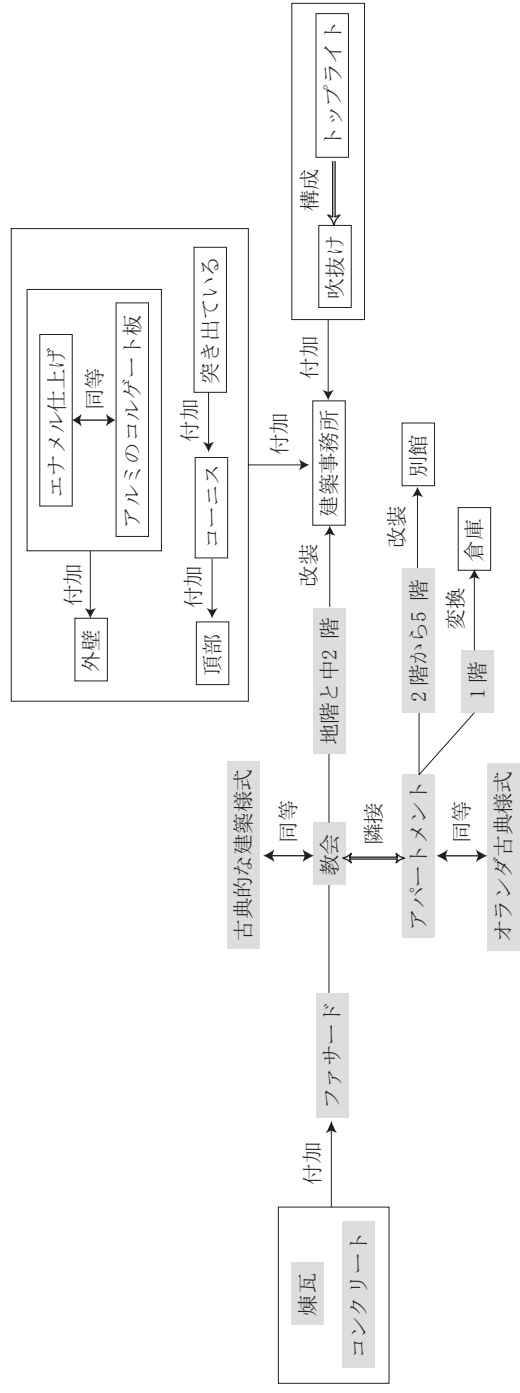 煉瓦
コンクリート
付加
ファサード
古典的な建築様式
同等
教会
隣接
アパートメント
同等
オランダ古典様式
地階と中2 階
改装
建築事務所
2 階から5 階
改装
別館
1 階
変換
倉庫
エナメル仕上げ
同等
アルミのコルゲート板
付加
外壁
突き出ている
付加
コーニス
付加
頂部
付加
トップライト
構成
吹抜け
付加